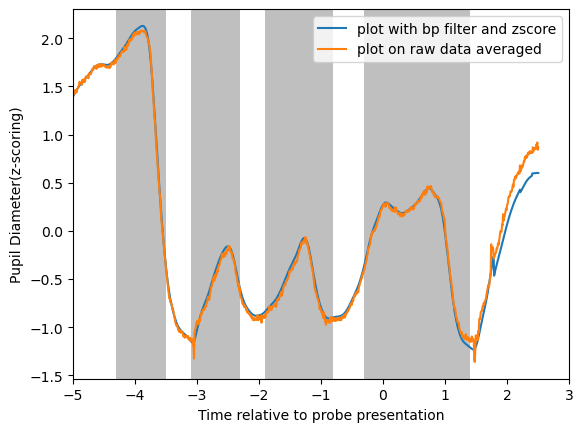 plot with bp filter and zscore
plot on raw data averaged
Pupil Diameter(z-scoring)
2.0
1.5
1.0
0.5
0.0
−0.5
−1.0
−1.5
−5 −4 −3 −2 −1 0 1 2 3
Time relative to probe presentation